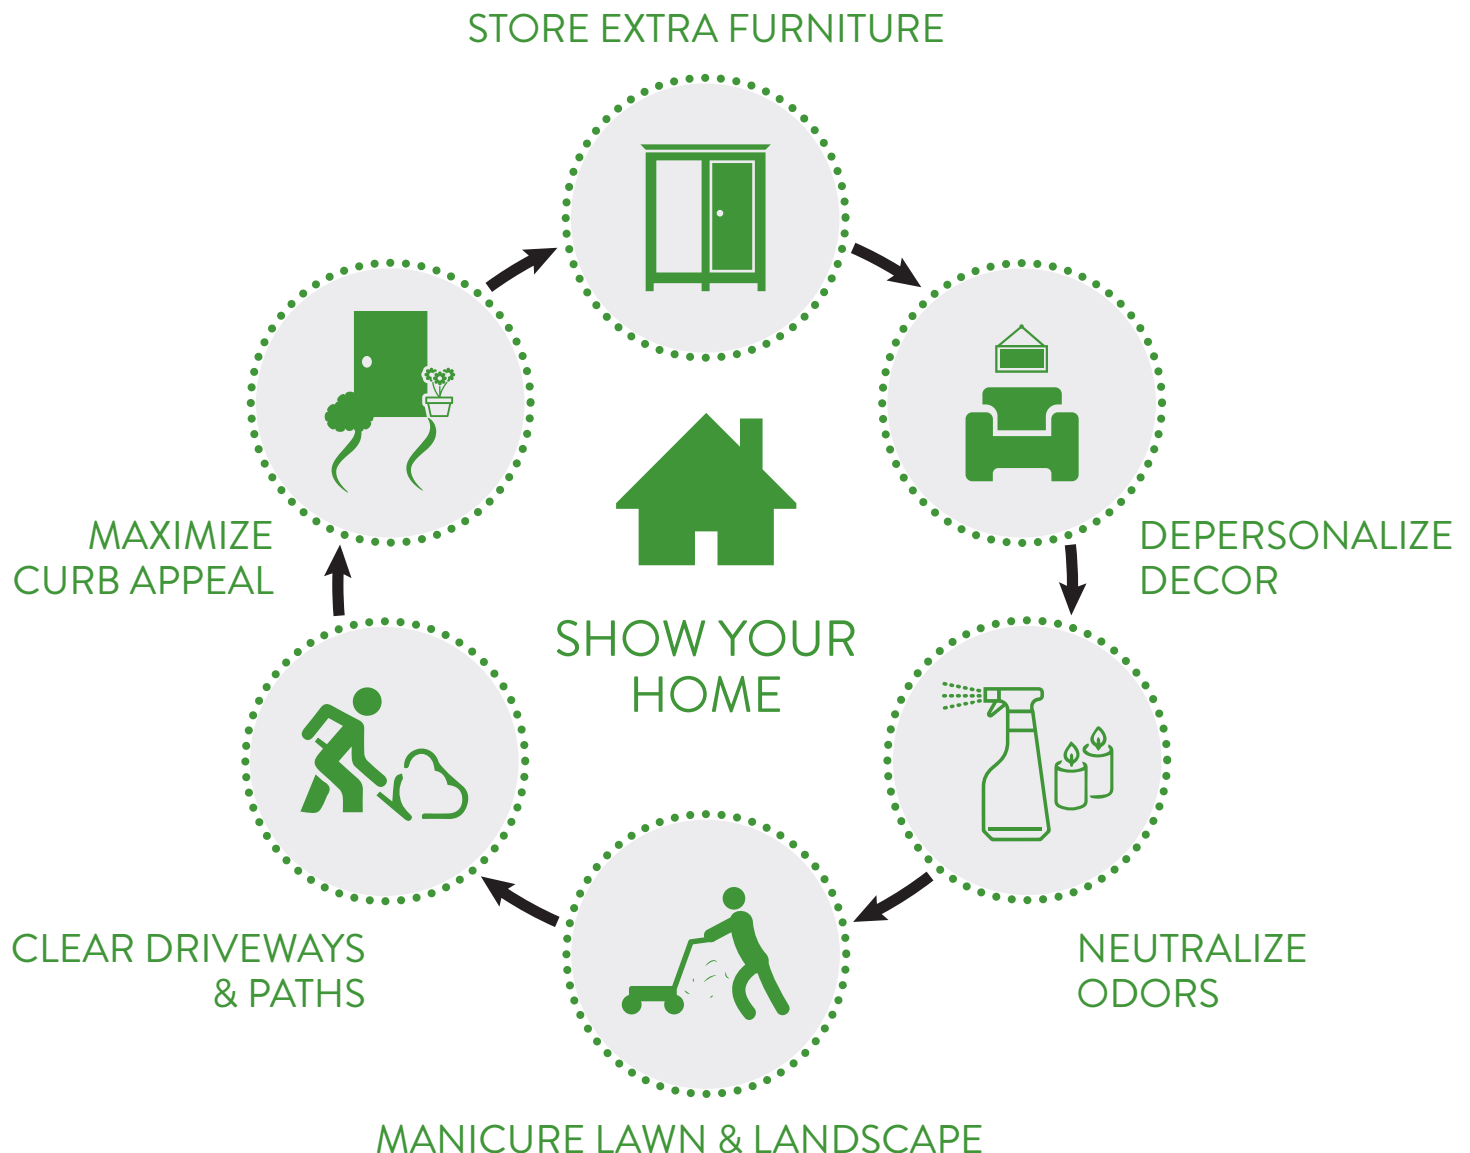 STORE EXTRA FURNITURE
DEPERSONALIZE
DECOR
NEUTRALIZE
ODORS
MANICURE LAWN & LANDSCAPE
CLEAR DRIVEWAYS
& PATHS
MAXIMIZE
CURB APPEAL
SHOW YOUR
HOME